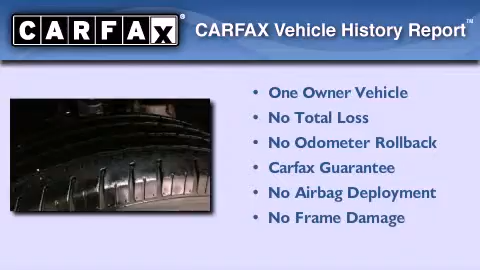 CARFAX® CARFAX Vehicle History Report™
• One Owner Vehicle
• No Total Loss
• No Odometer Rollback
• Carfax Guarantee
• No Airbag Deployment
• No Frame Damage